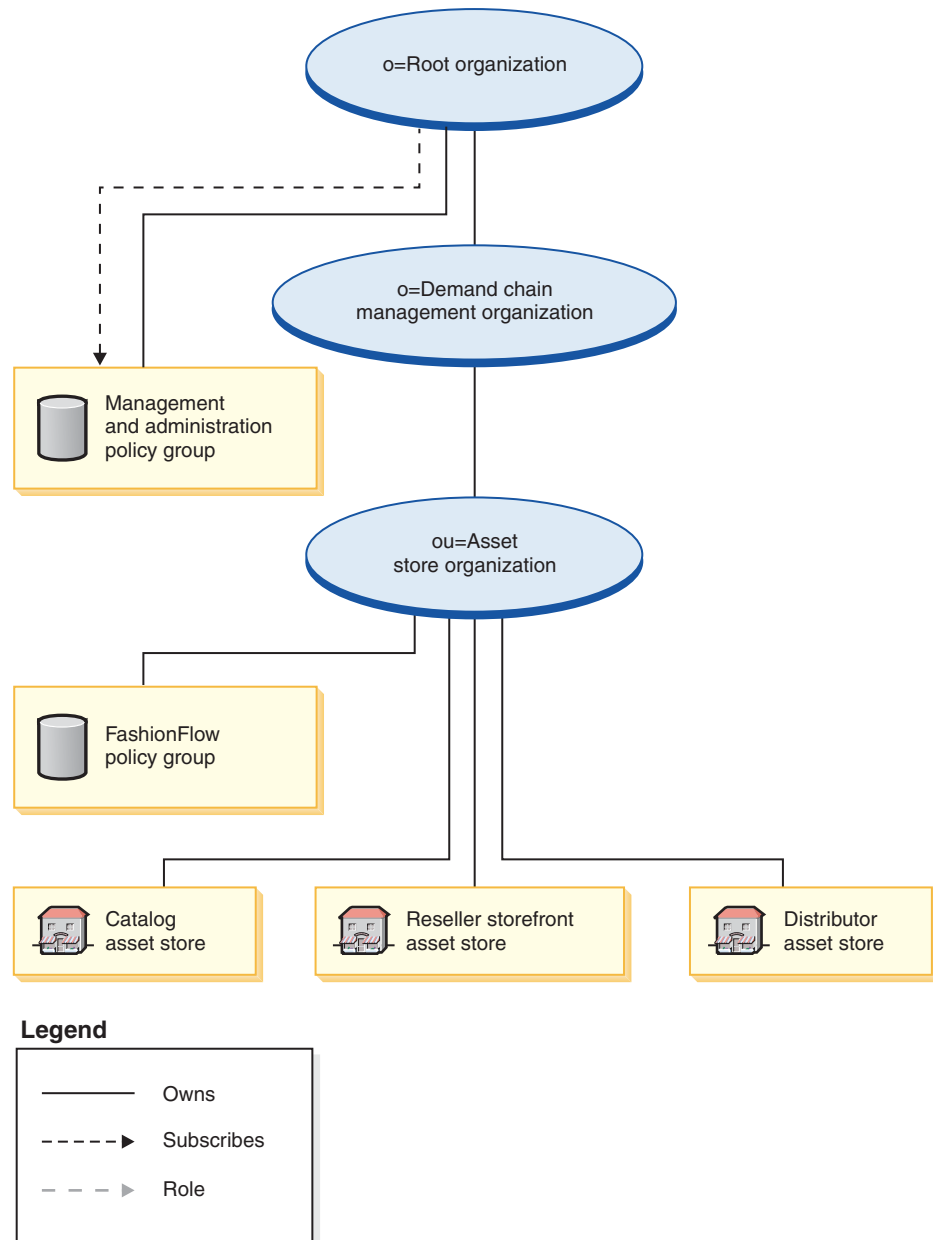 o=Root organization
o=Demand chain
management organization
Management
and administration
policy group
ou=Asset
store organization
FashionFlow
policy group
Catalog
asset store
Reseller storefront
asset store
Distributor
asset store
Legend
Owns
Subscribes
Role